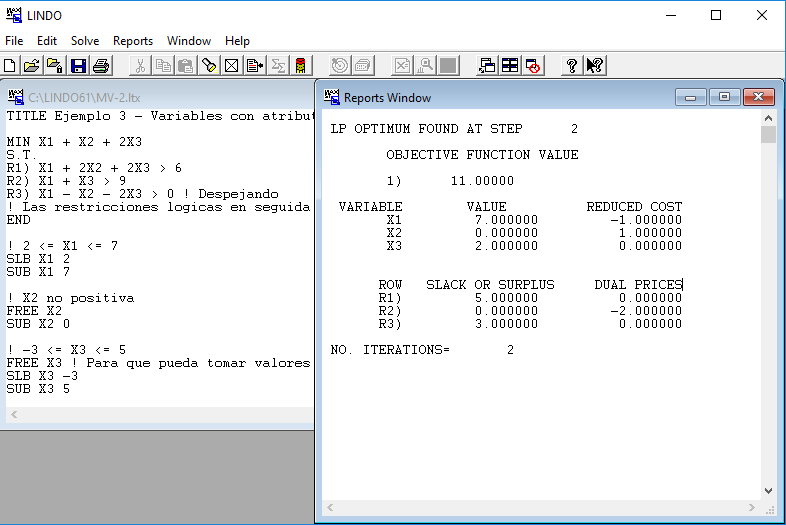 LINDO
File Edit Solve Reports Window Help
C:\LINDO61\MV-2.ltx
TITLE Ejemplo 3 - Variables con atribut
MIN X1 + X2 + 2X3
S.T.
R1) X1 + 2X2 + 2X3 > 6
R2) X1 + X3 > 9
R3) X1 - X2 - 2X3 > 0 ! Despejando
! Las restricciones logicas en seguida
END
! 2 <= X1 <= 7
SLB X1 2
SUB X1 7
! X2 no positiva
FREE X2
SUB X2 0
! -3 <= X3 <= 5
FREE X3 ! Para que pueda tomar valores
SLB X3 -3
SUB X3 5
Reports Window
LP OPTIMUM FOUND AT STEP 2
OBJECTIVE FUNCTION VALUE
1) 11.00000
VARIABLE VALUE REDUCED COST
X1 7.000000 -1.000000
X2 0.000000 1.000000
X3 2.000000 0.000000
ROW SLACK OR SURPLUS DUAL PRICES
R1) 5.000000 0.000000
R2) 0.000000 -2.000000
R3) 3.000000 0.000000
NO. ITERATIONS= 2